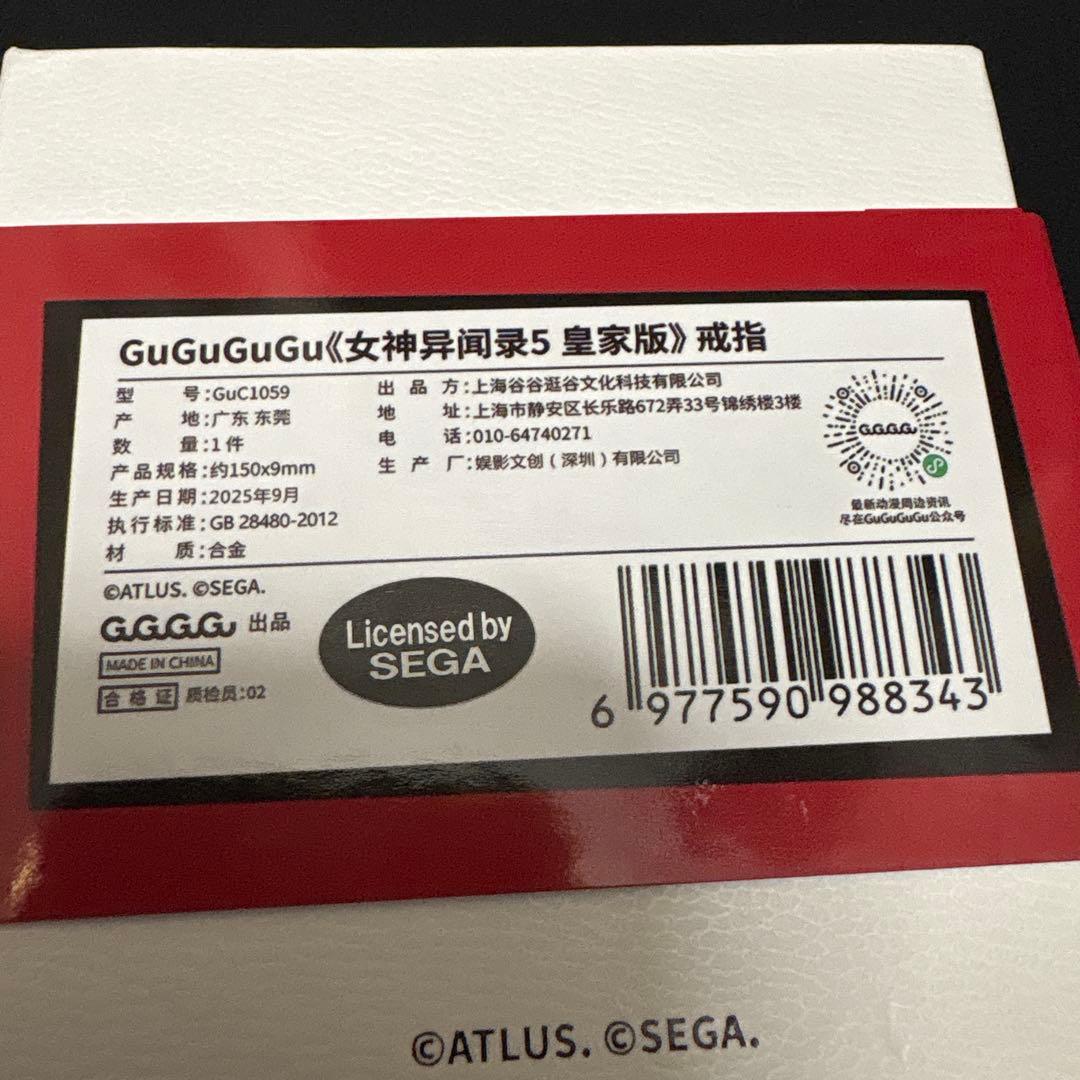 GuGuGuGu《女神异闻录5 皇家版》戒指
型 号:GuC1059
产 地:广东 东莞
数 量:1 件
产品规格:约150x9mm
生产日期:2025年9月
执行标准:GB 28480-2012
材 质:合金
出 品 方:上海谷谷逛谷文化科技有限公司
地 址:上海市静安区长乐路672弄33号锦绣楼3楼
电 话:010-64740271
生 产 厂:娱影文创(深圳)有限公司
GGGG
最新动漫周边资讯
尽在GuGuGuGu公众号
©ATLUS. ©SEGA.
GGGG 出品
MADE IN CHINA
合格证 质检员:02
Licensed by
SEGA
6 977590 988343
©ATLUS. ©SEGA.